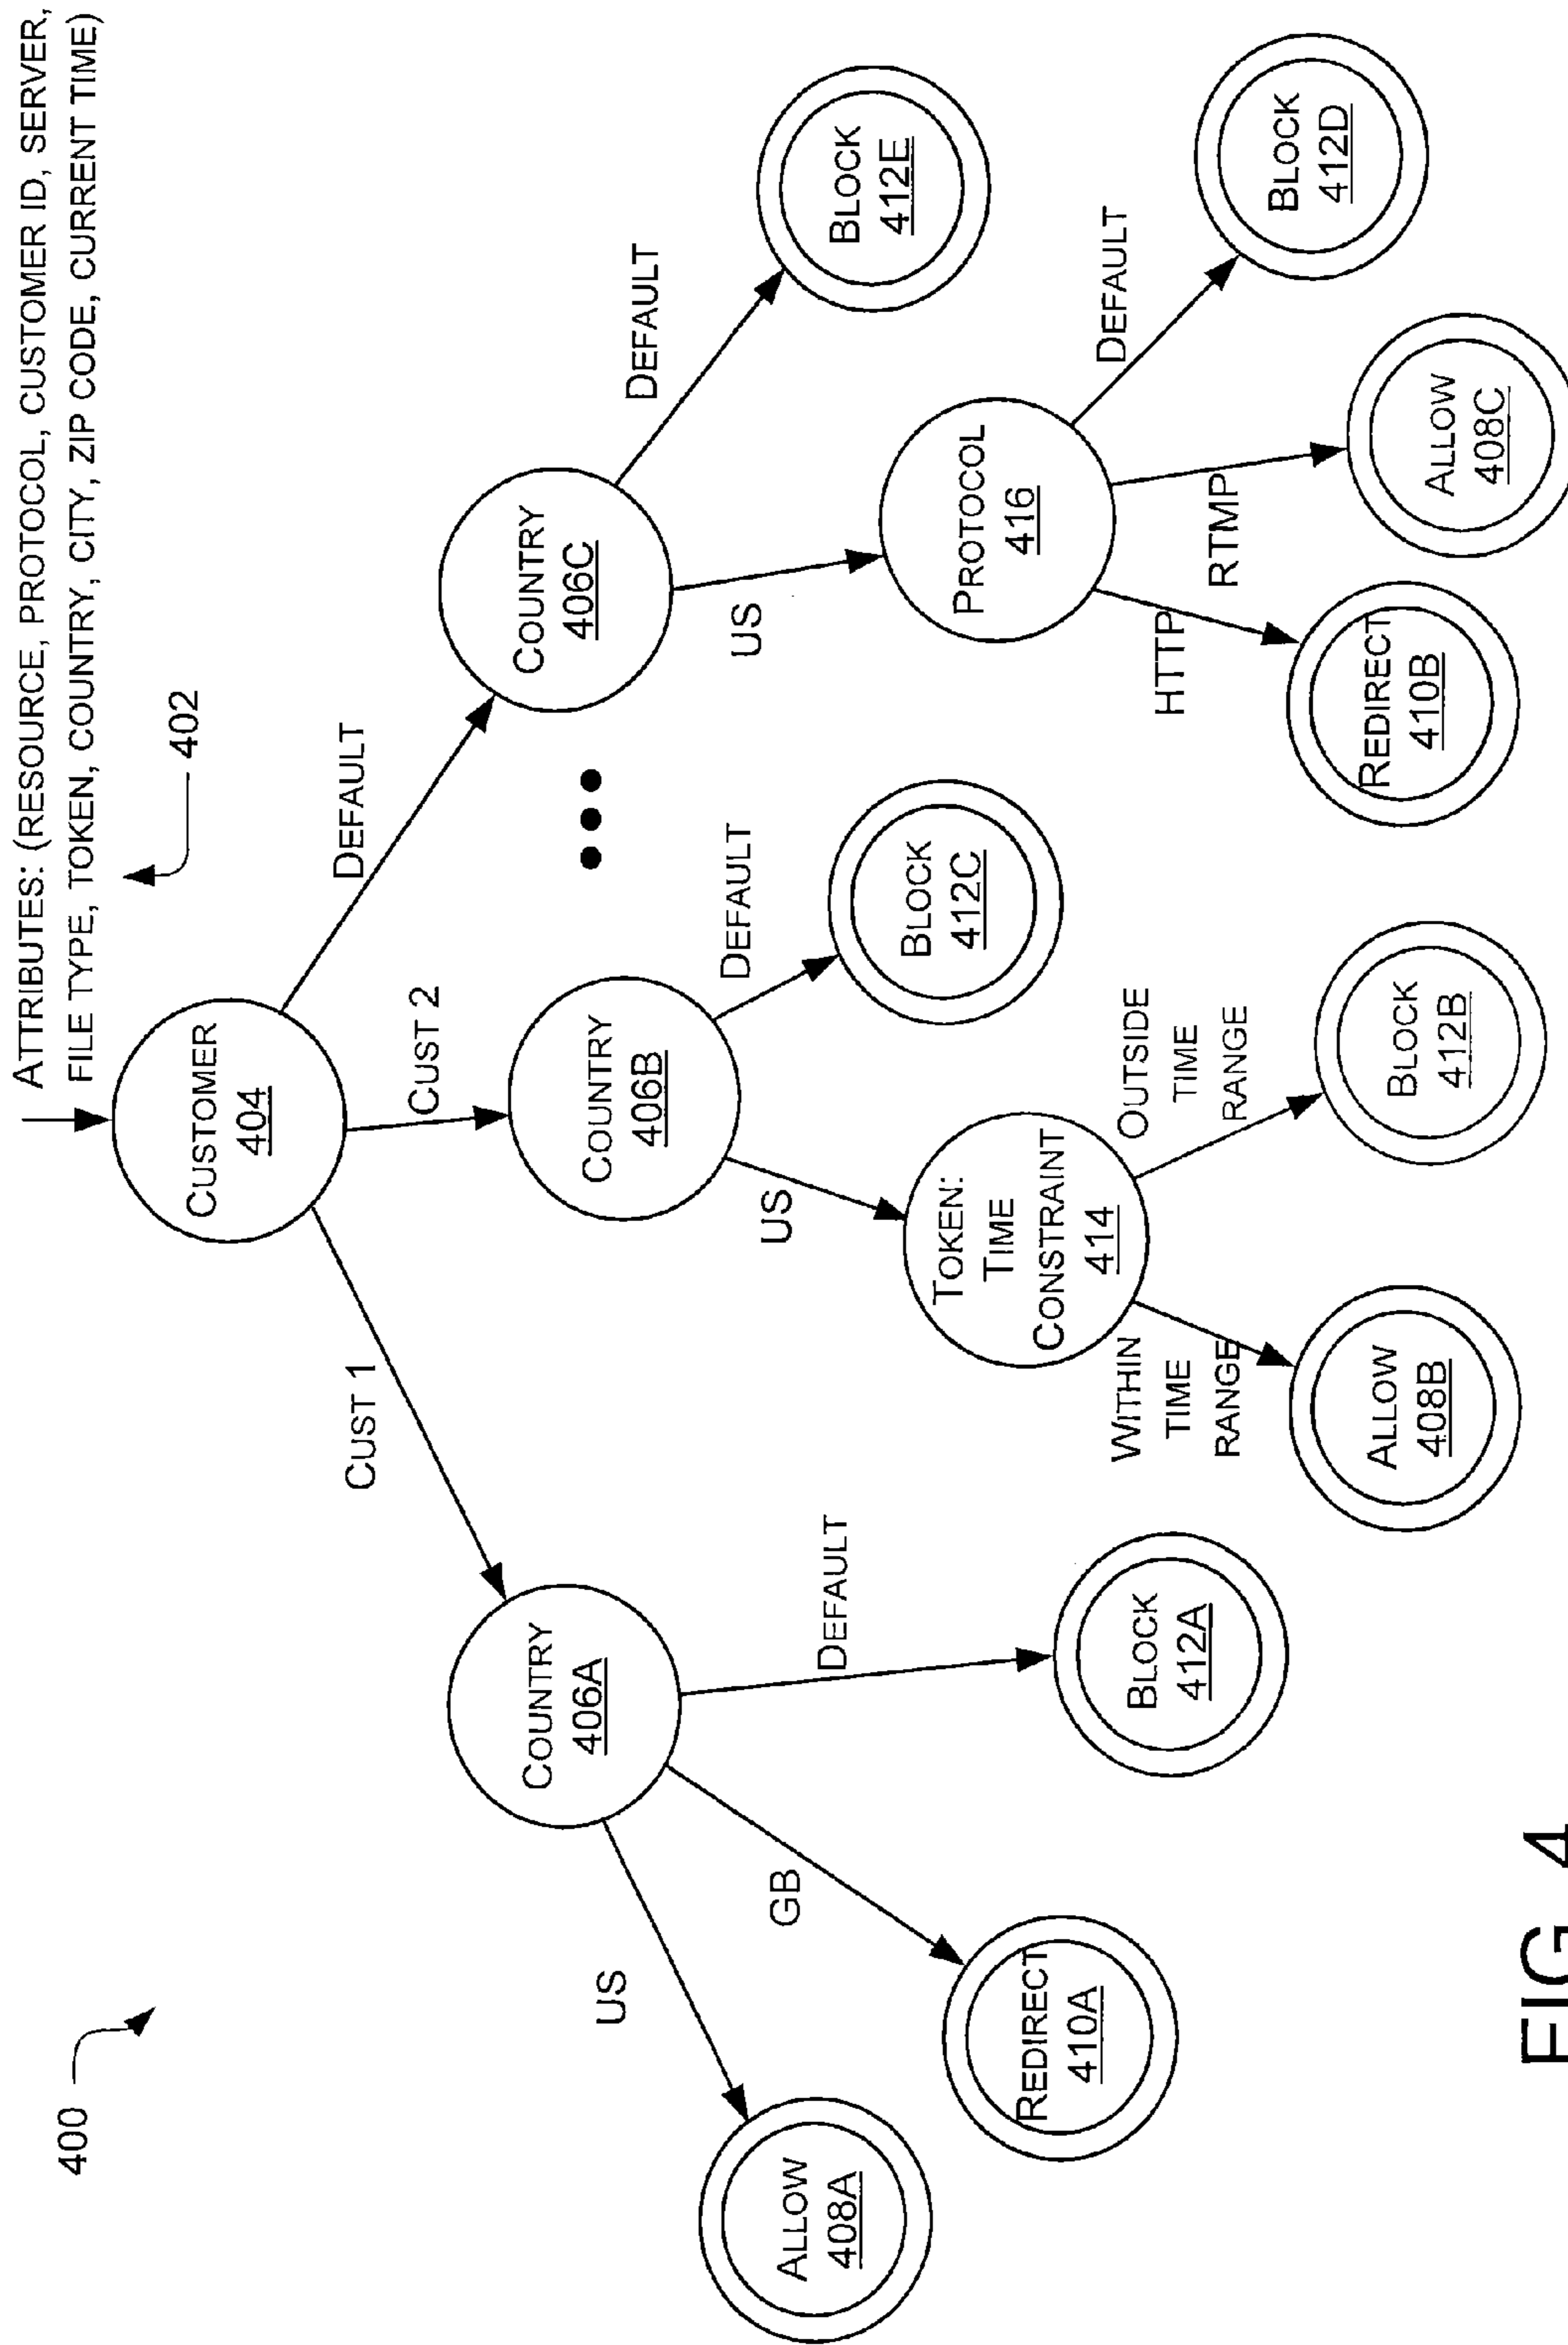 400
ATTRIBUTES: (RESOURCE, PROTOCOL, CUSTOMER ID, SERVER,
FILE TYPE, TOKEN, COUNTRY, CITY, ZIP CODE, CURRENT TIME)
402
CUSTOMER
404
CUST 1
CUST 2
DEFAULT
COUNTRY
406A
COUNTRY
406B
COUNTRY
406C
US
GB
DEFAULT
US
DEFAULT
US
DEFAULT
ALLOW
408A
REDIRECT
410A
BLOCK
412A
TOKEN:
TIME
CONSTRAINT
414
BLOCK
412C
PROTOCOL
416
BLOCK
412E
WITHIN
TIME
RANGE
OUTSIDE
TIME
RANGE
HTTP
RTMP
DEFAULT
ALLOW
408B
BLOCK
412B
REDIRECT
410B
ALLOW
408C
BLOCK
412D